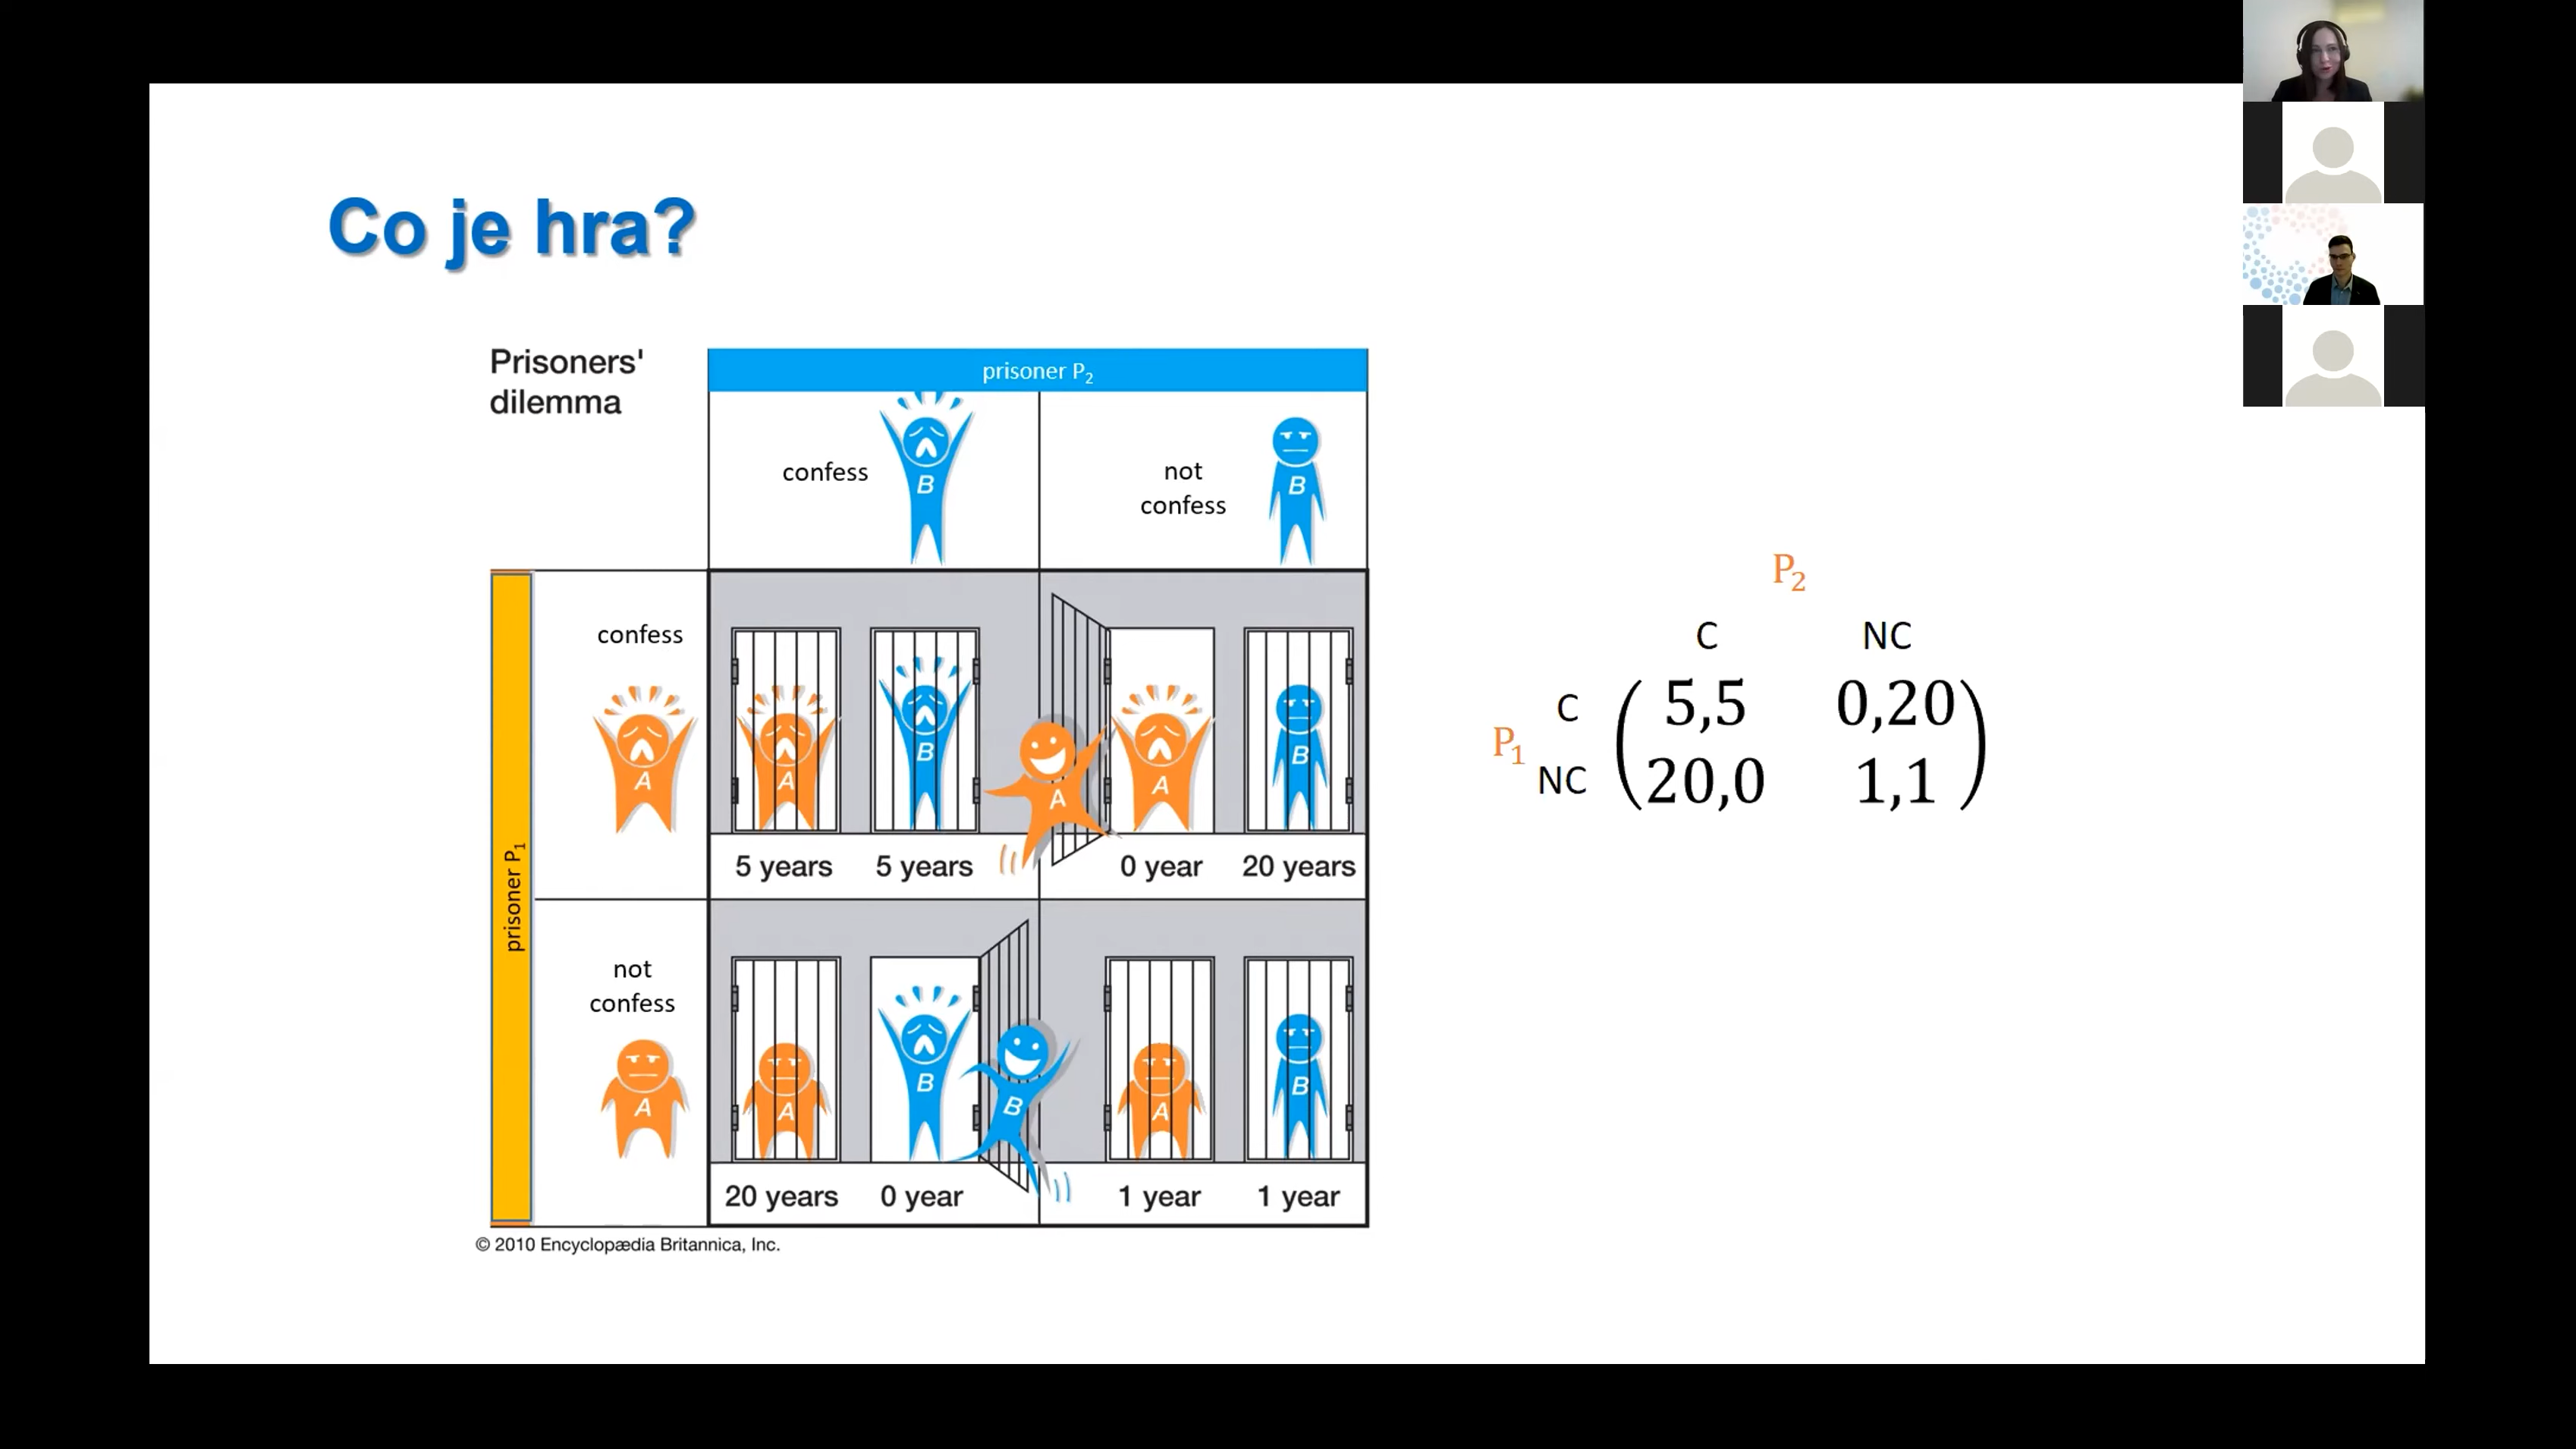 Co je hra?
Prisoners'
dilemma
prisoner P2
confess
B
not
confess
B
prisoner P1
confess
A
A
B
A
A
B
5 years
5 years
0 year
20 years
not
confess
A
A
B
B
A
B
20 years
0 year
1 year
1 year
© 2010 Encyclopædia Britannica, Inc.
P2
C NC
P1
C 5,5 0,20
NC 20,0 1,1